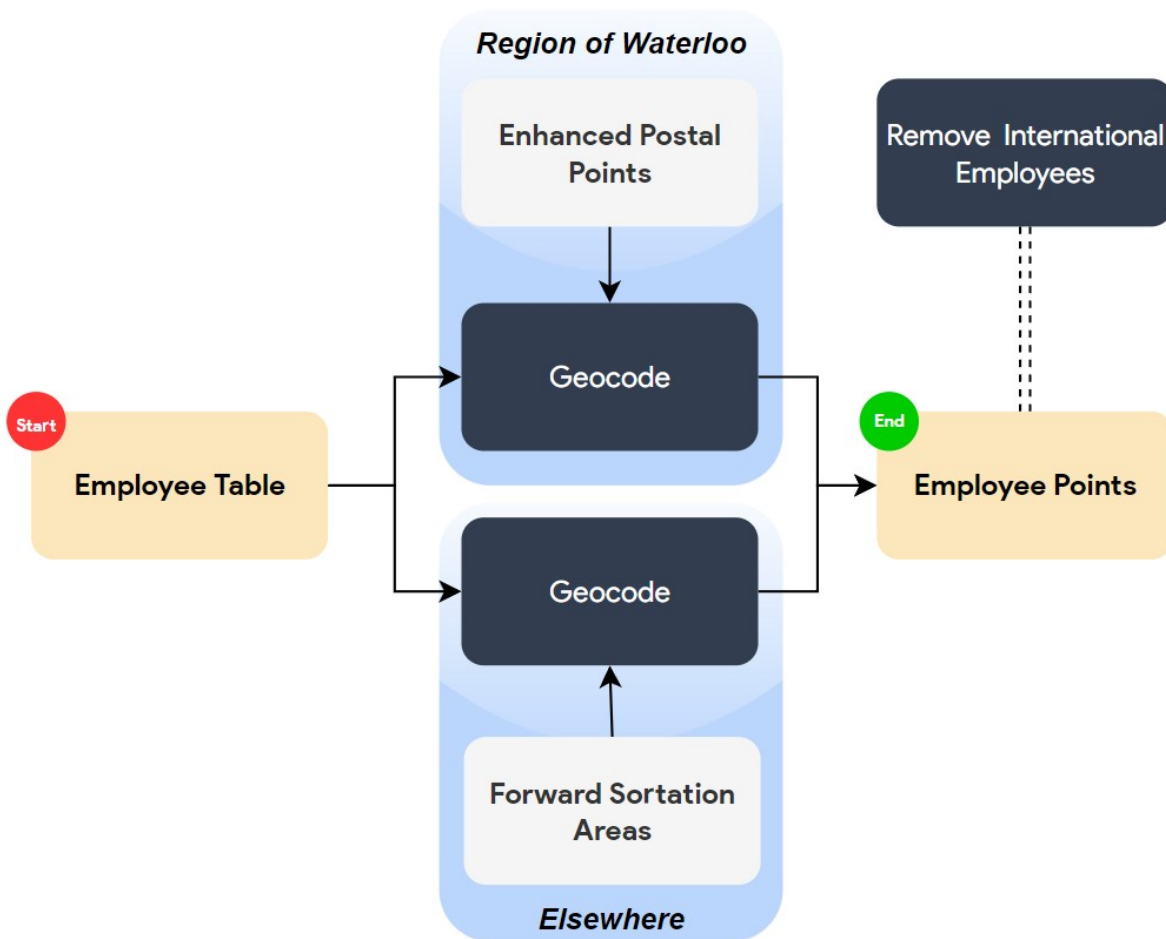 Region of Waterloo
Enhanced Postal
Points
Remove International
Employees
Geocode
Start
Employee Table
End
Employee Points
Geocode
Forward Sortation
Areas
Elsewhere